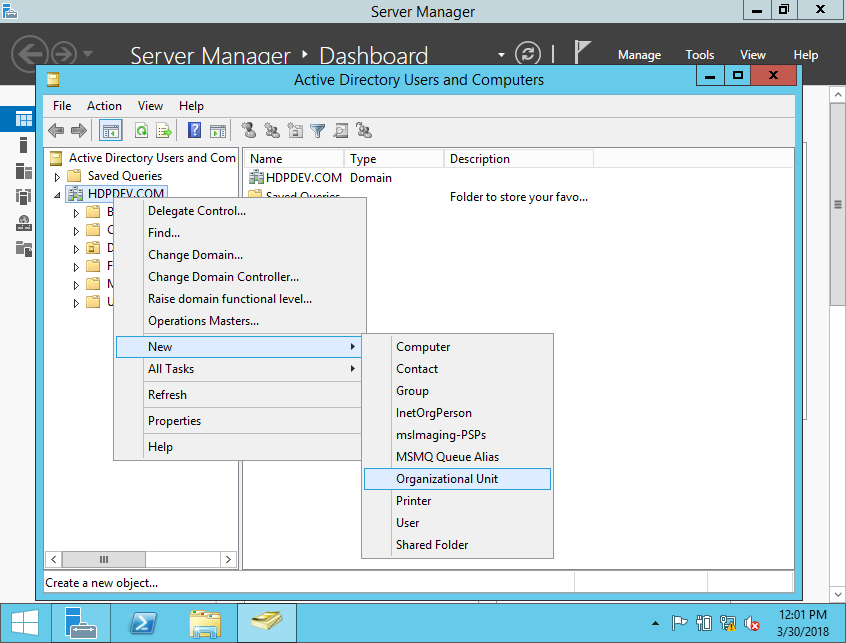 Server Manager
Server Manager ‣ Dashboard
Manage Tools View Help
Active Directory Users and Computers
File Action View Help
Active Directory Users and Com
Saved Queries
HDPDEV.COM
B
C
D
F
M
U
Name Type Description
HDPDEV.COM Domain
Saved Queries Folder to store your favo...
Delegate Control...
Find...
Change Domain...
Change Domain Controller...
Raise domain functional level...
Operations Masters...
New
All Tasks
Refresh
Properties
Help
Computer
Contact
Group
InetOrgPerson
msImaging-PSPs
MSMQ Queue Alias
Organizational Unit
Printer
User
Shared Folder
Create a new object...
12:01 PM
3/30/2018